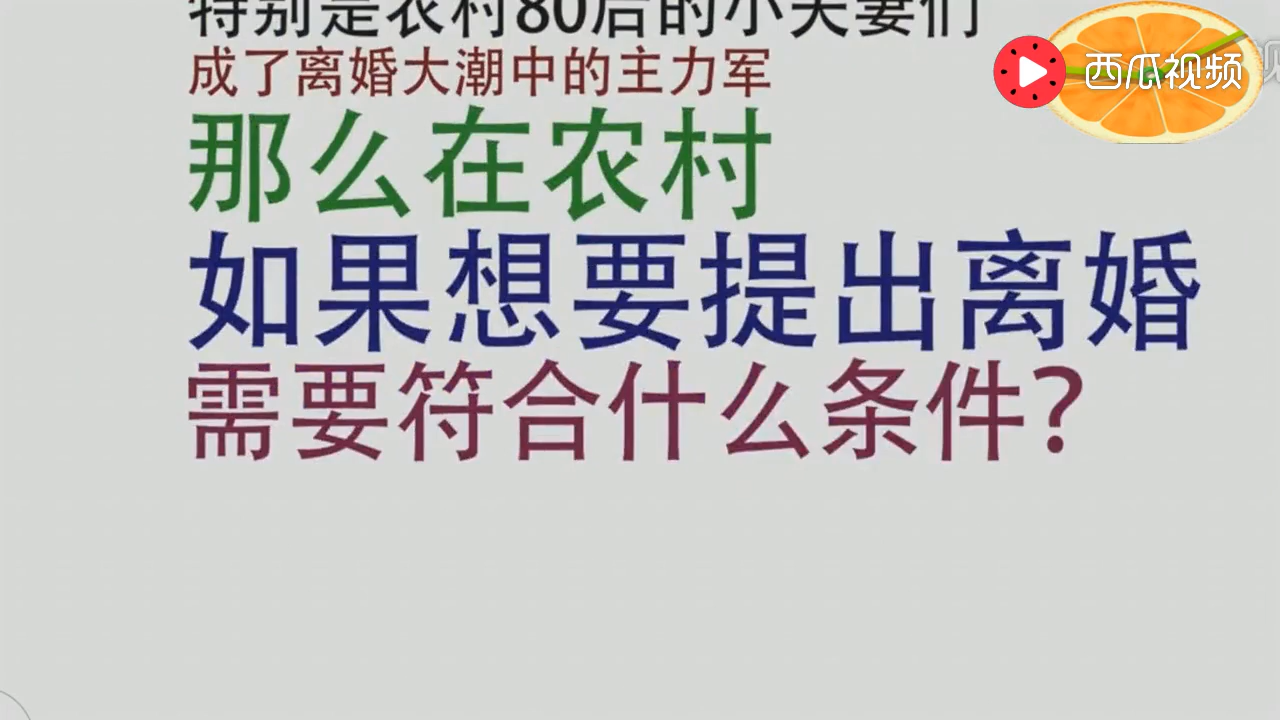 特别是农村80后的小夫妻们
西瓜视频
成了离婚大潮中的主力军
那么在农村
如果想要提出离婚
需要符合什么条件?